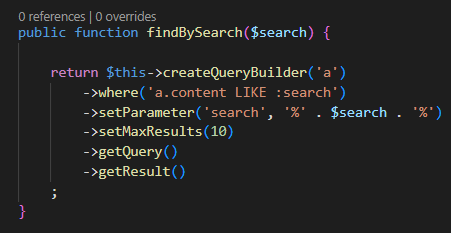 0 references | 0 overrides
public function findBySearch($search) {
return $this->createQueryBuilder('a')
->where('a.content LIKE :search')
->setParameter('search', '%' . $search . '%')
->setMaxResults(10)
->getQuery()
->getResult()
;
}